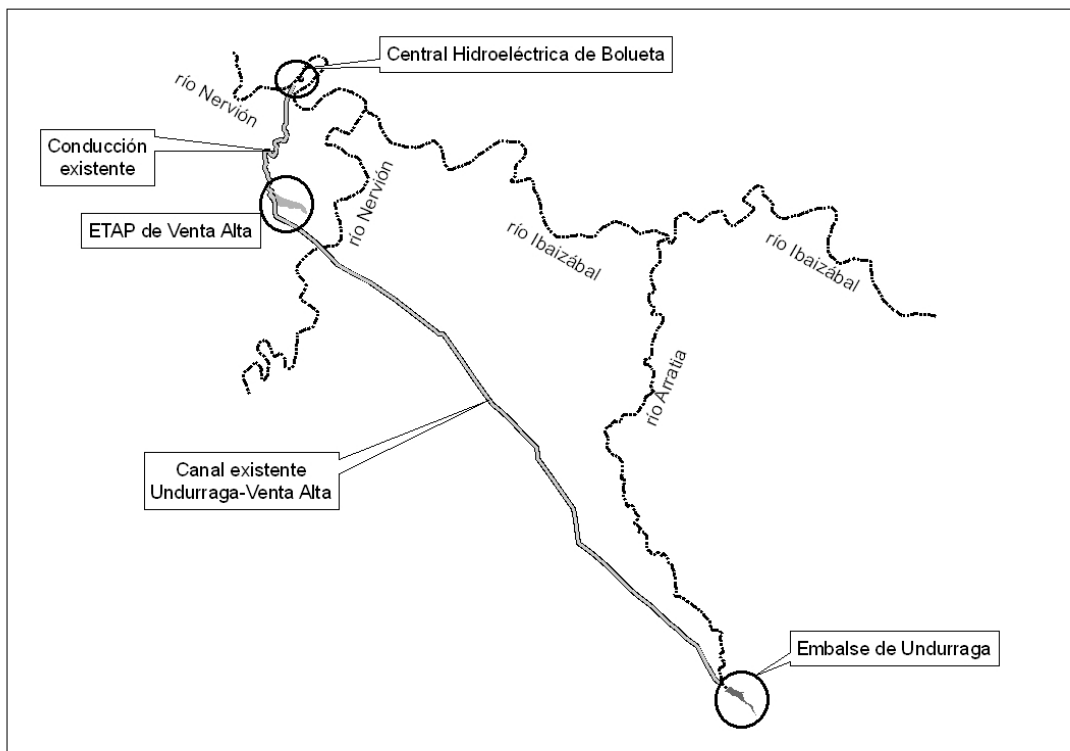 Central Hidroeléctrica de Bolueta
río Nervión
Conducción
existente
ETAP de Venta Alta
río Nervión
río Ibaizábal
río Ibaizábal
río Arratia
Canal existente
Undurraga-Venta Alta
Embalse de Undurraga